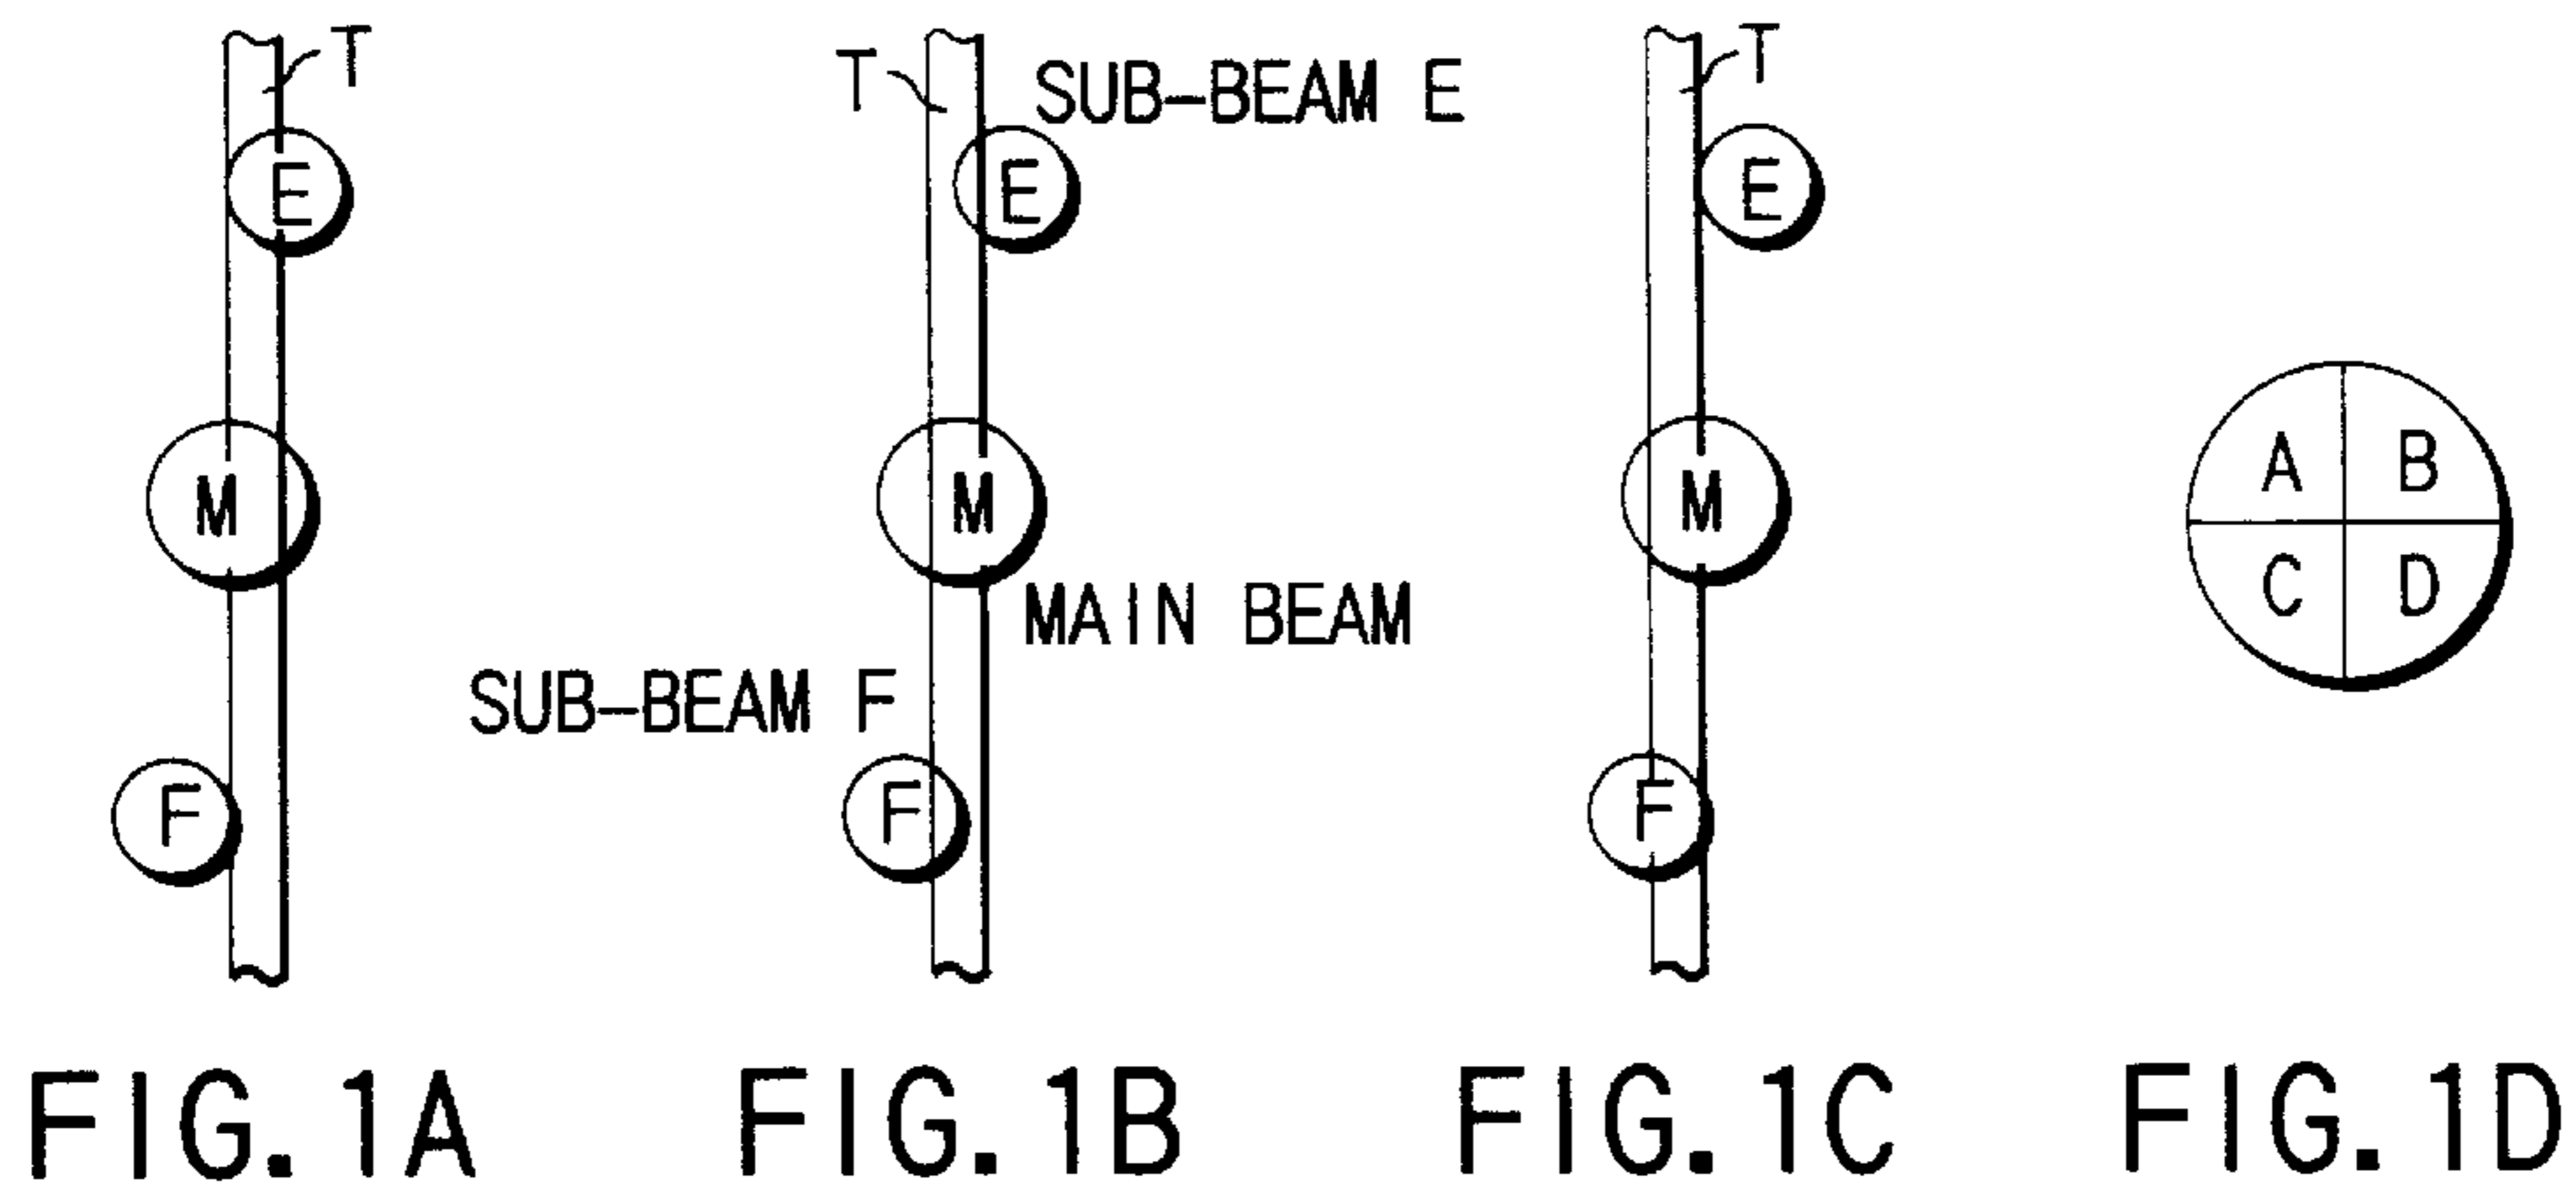 T
E
M
F
FIG.1A
T
SUB-BEAM E
E
M
MAIN BEAM
SUB-BEAM F
F
FIG.1B
T
E
M
F
FIG.1C
A B
C D
FIG.1D